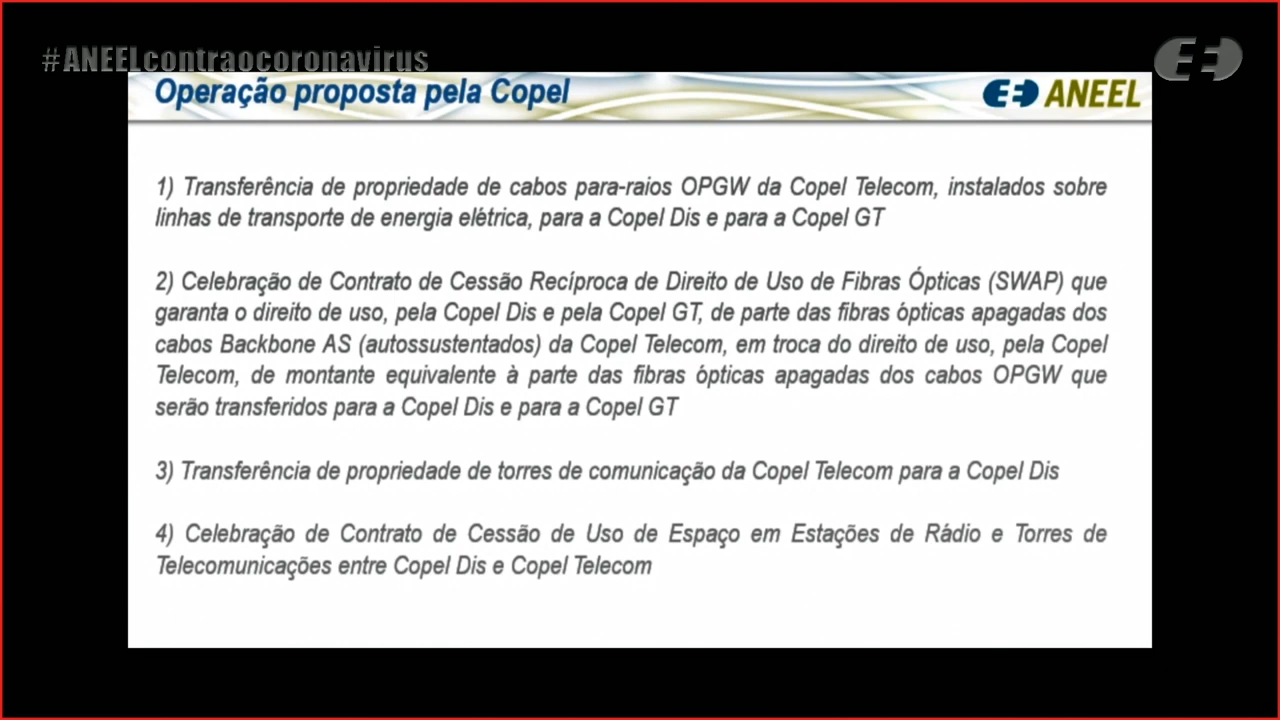 #ANEELcontraocoronavirus
Operação proposta pela Copel
ANEEL
1) Transferência de propriedade de cabos para-raios OPGW da Copel Telecom, instalados sobre
linhas de transporte de energia elétrica, para a Copel Dis e para a Copel GT
2) Celebração de Contrato de Cessão Recíproca de Direito de Uso de Fibras Ópticas (SWAP) que
garanta o direito de uso, pela Copel Dis e pela Copel GT, de parte das fibras ópticas apagadas dos
cabos Backbone AS (autossustentados) da Copel Telecom, em troca do direito de uso, pela Copel
Telecom, de montante equivalente à parte das fibras ópticas apagadas dos cabos OPGW que
serão transferidos para a Copel Dis e para a Copel GT
3) Transferência de propriedade de torres de comunicação da Copel Telecom para a Copel Dis
4) Celebração de Contrato de Cessão de Uso de Espaço em Estações de Rádio e Torres de
Telecomunicações entre Copel Dis e Copel Telecom